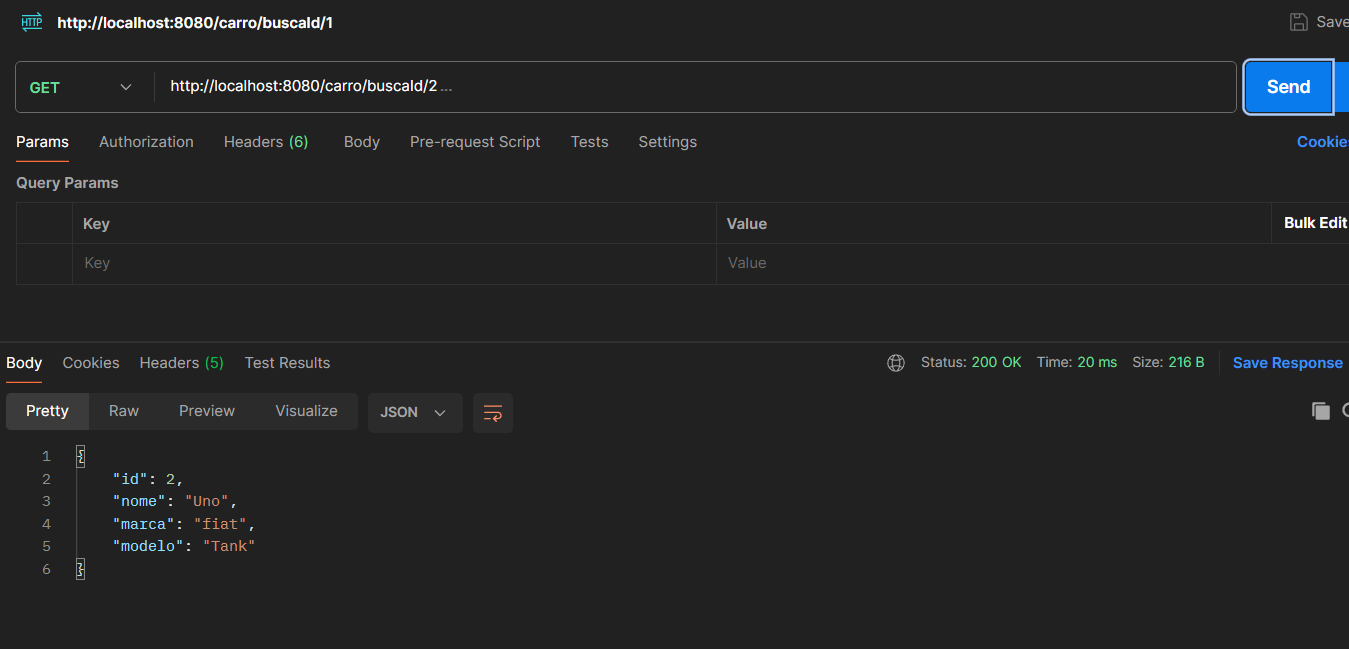 HTTP http://localhost:8080/carro/buscaId/1 Save
GET http://localhost:8080/carro/buscaId/2 ... Send
Params Authorization Headers (6) Body Pre-request Script Tests Settings Cookies
Query Params
Key Value Bulk Edit
Key Value
Body Cookies Headers (5) Test Results Status: 200 OK Time: 20 ms Size: 216 B Save Response
Pretty Raw Preview Visualize JSON
1 {
2 "id": 2,
3 "nome": "Uno",
4 "marca": "fiat",
5 "modelo": "Tank"
6 }